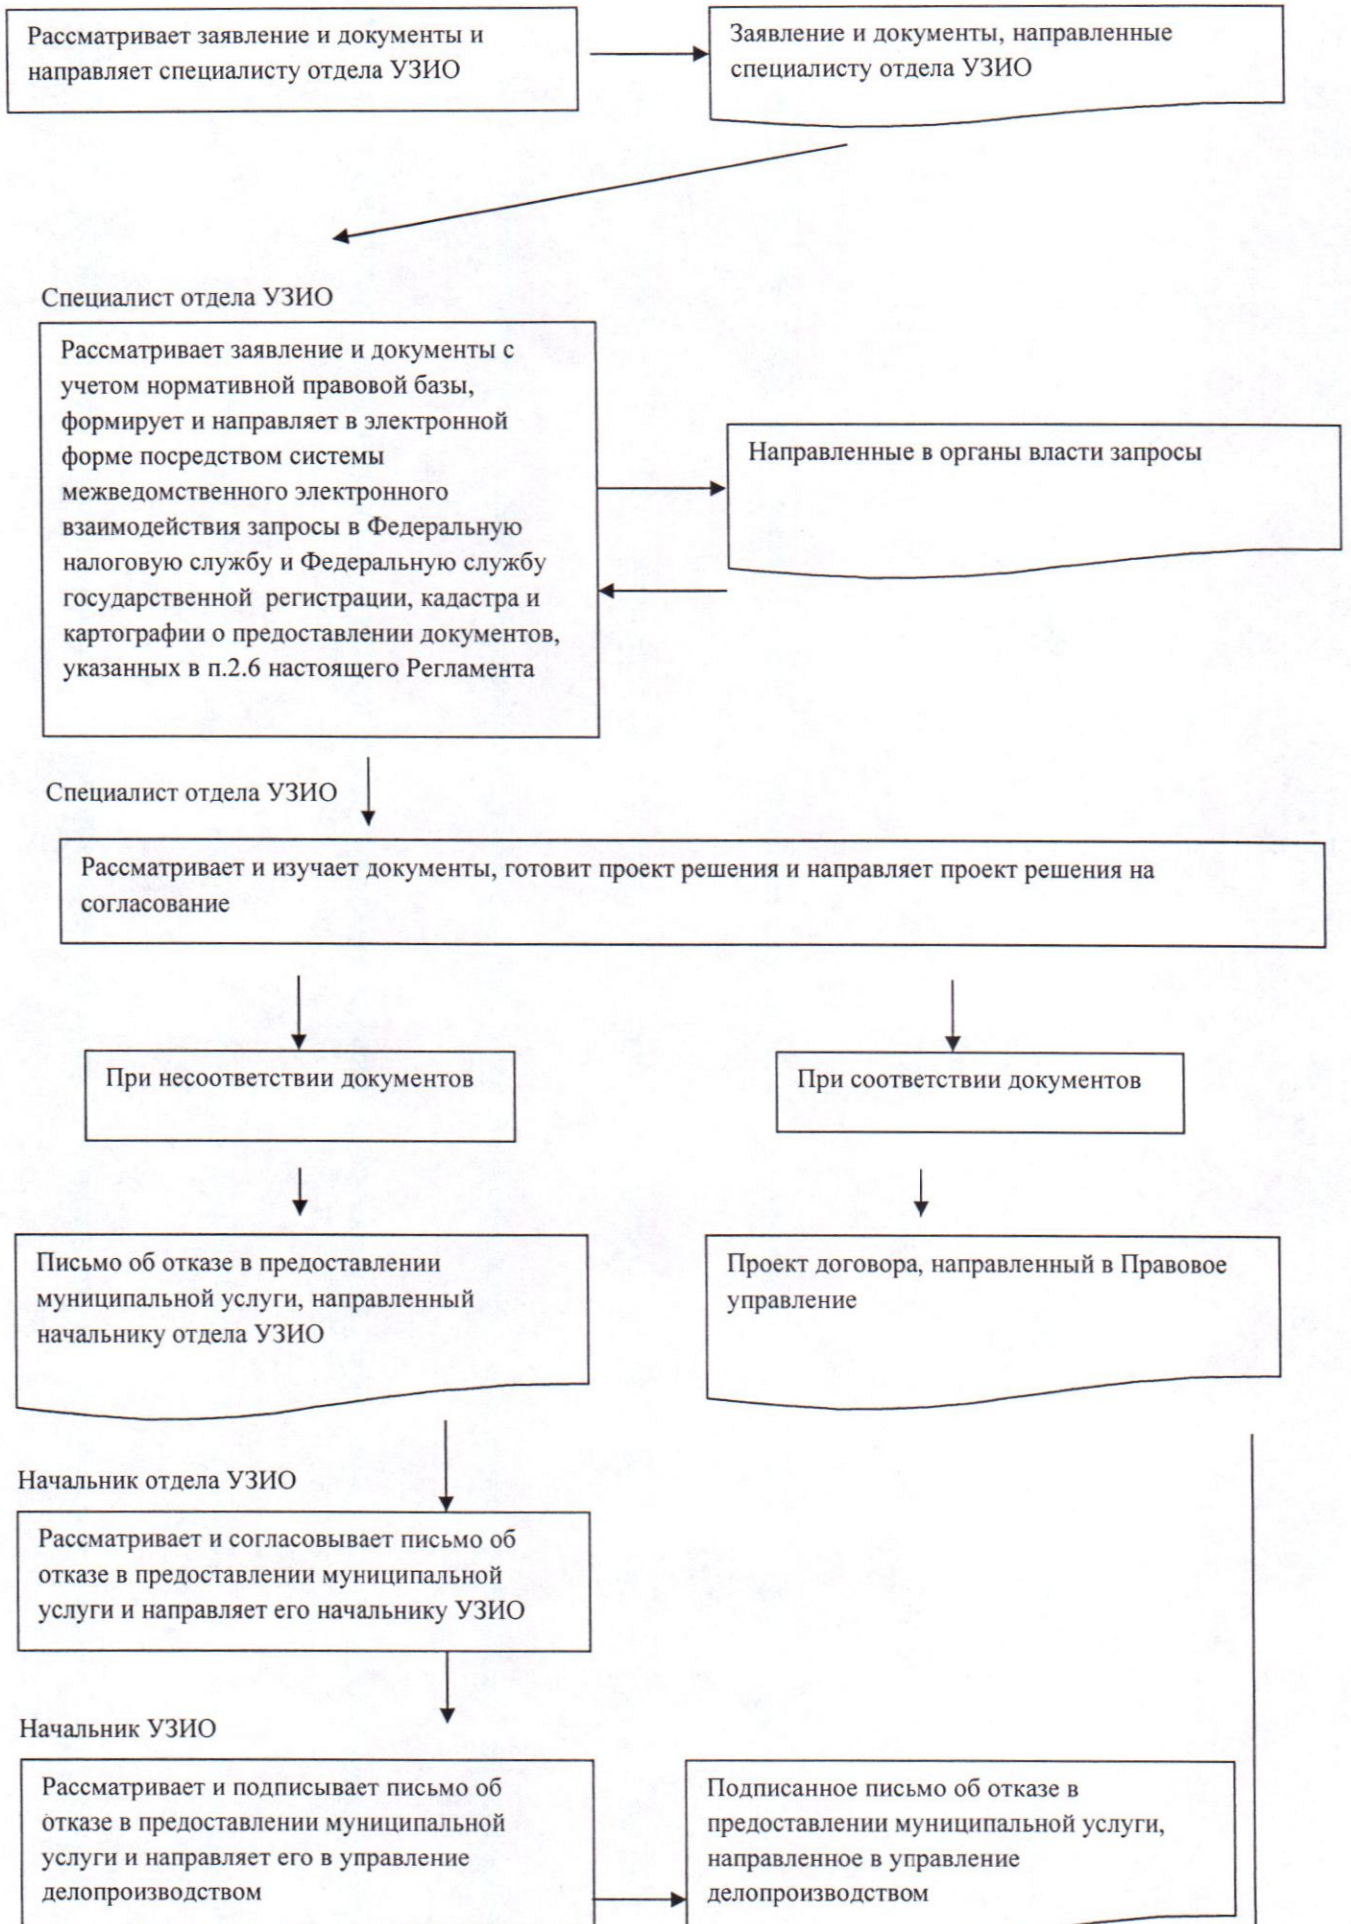 Рассматривает заявление и документы и
направляет специалисту отдела УЗИО
Заявление и документы, направленные
специалисту отдела УЗИО
Специалист отдела УЗИО
Рассматривает заявление и документы с
учетом нормативной правовой базы,
формирует и направляет в электронной
форме посредством системы
межведомственного электронного
взаимодействия запросы в Федеральную
налоговую службу и Федеральную службу
государственной регистрации, кадастра и
картографии о предоставлении документов,
указанных в п.2.6 настоящего Регламента
Направленные в органы власти запросы
Специалист отдела УЗИО
Рассматривает и изучает документы, готовит проект решения и направляет проект решения на
согласование
При несоответствии документов
При соответствии документов
Письмо об отказе в предоставлении
муниципальной услуги, направленный
начальнику отдела УЗИО
Проект договора, направленный в Правовое
управление
Начальник отдела УЗИО
Рассматривает и согласовывает письмо об
отказе в предоставлении муниципальной
услуги и направляет его начальнику УЗИО
Начальник УЗИО
Рассматривает и подписывает письмо об
отказе в предоставлении муниципальной
услуги и направляет его в управление
делопроизводством
Подписанное письмо об отказе в
предоставлении муниципальной услуги,
направленное в управление
делопроизводством